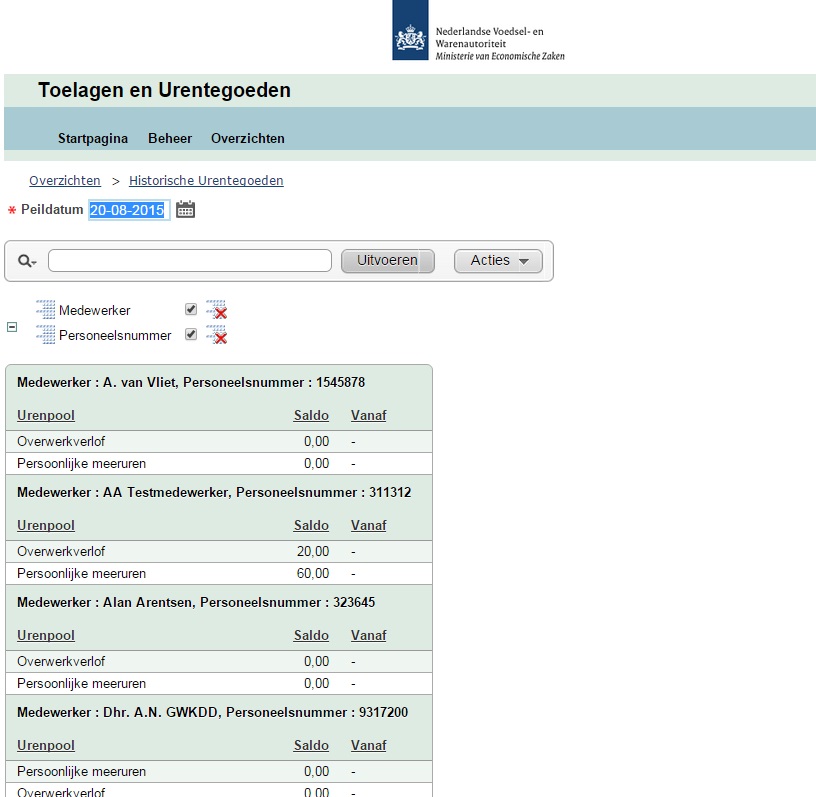 Nederlandse Voedsel- en
Warenautoriteit
Ministerie van Economische Zaken
Toelagen en Urentegoeden
Startpagina Beheer Overzichten
Overzichten > Historische Urentegoeden
* Peildatum 20-08-2015
Uitvoeren Acties
Medewerker
Personeelsnummer
Medewerker : A. van Vliet, Personeelsnummer : 1545878
Urenpool Saldo Vanaf
Overwerkverlof 0,00 -
Persoonlijke meeruren 0,00 -
Medewerker : AA Testmedewerker, Personeelsnummer : 311312
Urenpool Saldo Vanaf
Overwerkverlof 20,00 -
Persoonlijke meeruren 60,00 -
Medewerker : Alan Arentsen, Personeelsnummer : 323645
Urenpool Saldo Vanaf
Overwerkverlof 0,00 -
Persoonlijke meeruren 0,00 -
Medewerker : Dhr. A.N. GWKDD, Personeelsnummer : 9317200
Urenpool Saldo Vanaf
Persoonlijke meeruren 0,00 -
Overwerkverlof 0,00 -